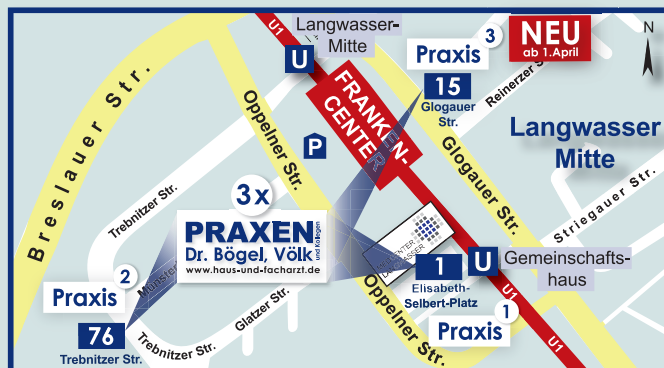 U1
Langwasser-
Mitte
U
Praxis 3
15
Glogauer
Str.
NEU
ab 1.April
N
Reinerzer Str.
Breslauer Str.
Oppelner Str.
FRANKEN-
CENTER
P
Glogauer Str.
Langwasser
Mitte
Trebnitzer Str.
3x
PRAXEN
Dr. Bögel, Völk und Kollegen
www.haus-und-facharzt.de
Striegauer Str.
Praxis 2
76
Trebnitzer Str.
Trebnitzer Str.
Glatzer Str.
1
Elisabeth-
Selbert-Platz
U
Gemeinschafts-
haus
Oppelner Str.
Praxis 1
U1
U1